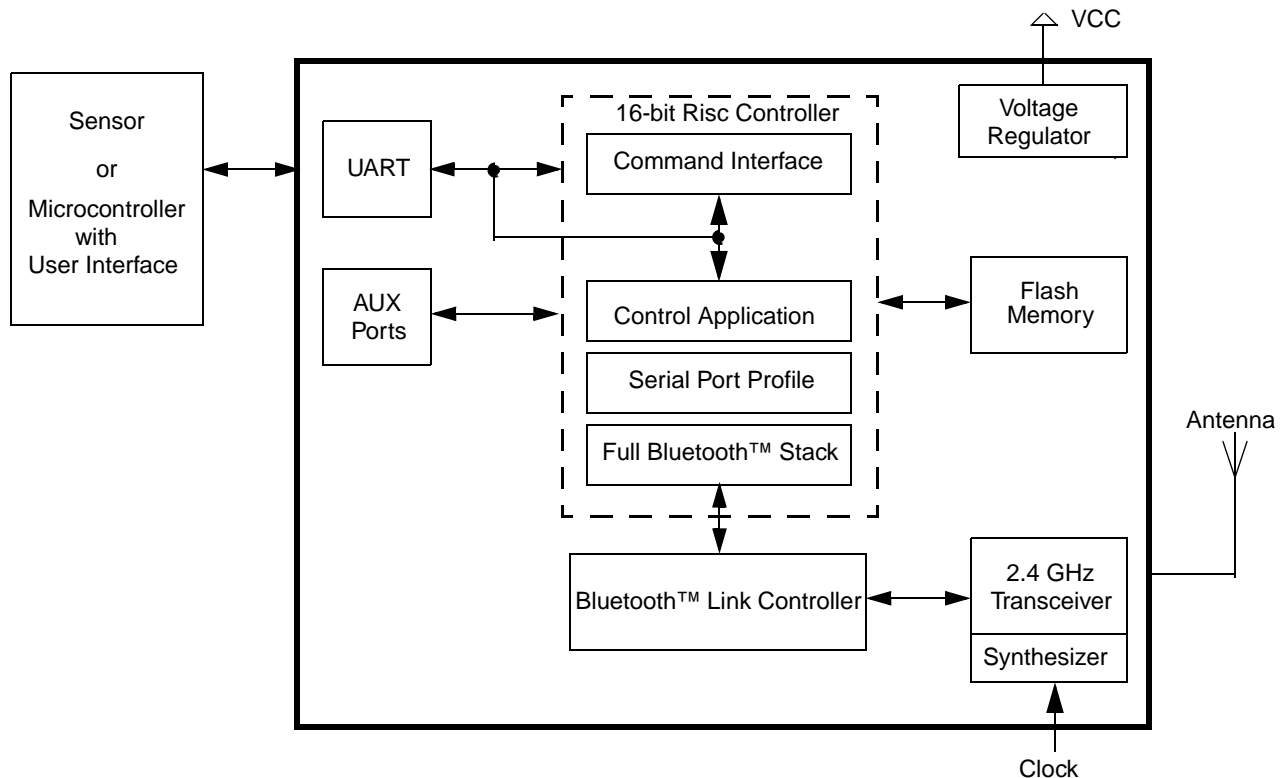 VCC
Sensor
or
Microcontroller
with
User Interface
UART
AUX
Ports
16-bit Risc Controller
Command Interface
Control Application
Serial Port Profile
Full Bluetooth™ Stack
Bluetooth™ Link Controller
Voltage
Regulator
Flash
Memory
Antenna
2.4 GHz
Transceiver
Synthesizer
Clock